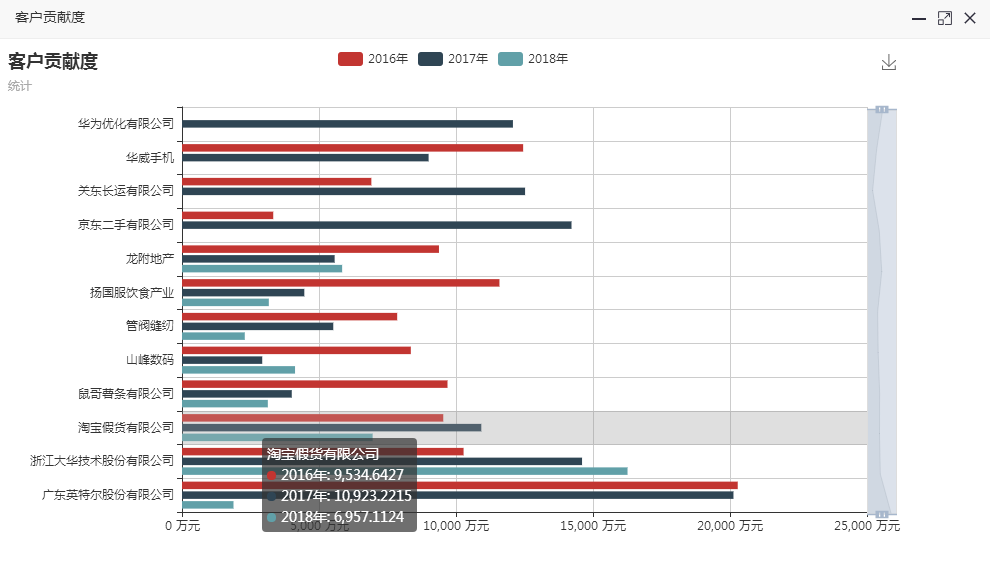 客户贡献度
客户贡献度
统计
2016年
2017年
2018年
华为优化有限公司
华威手机
关东长运有限公司
京东二手有限公司
龙附地产
扬国服饮食产业
管阀缝纫
山峰数码
鼠哥薯条有限公司
淘宝假货有限公司
浙江大华技术股份有限公司
广东英特尔股份有限公司
淘宝假货有限公司
2016年: 9,534.6427
2017年: 10,923.2215
2018年: 6,957.1124
0 万元
5,000 万元
10,000 万元
15,000 万元
20,000 万元
25,000 万元